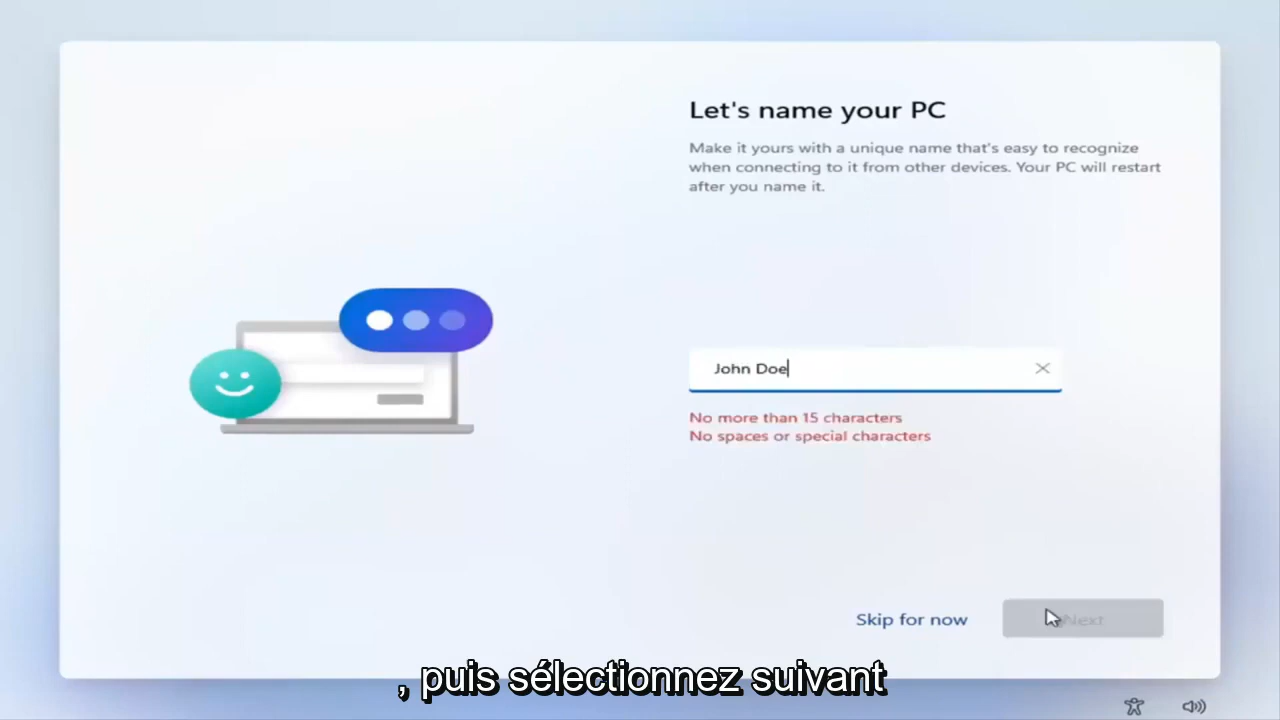 Let's name your PC
Make it yours with a unique name that's easy to recognize
when connecting to it from other devices. Your PC will restart
after you name it.
John Doe
No more than 15 characters
No spaces or special characters
Skip for now
Next
, puis sélectionnez suivant